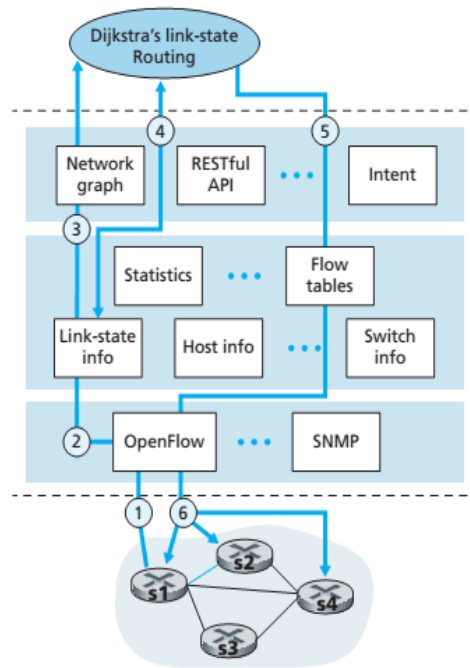 Dijkstra's link-state
Routing
4
5
Network
graph
RESTful
API
Intent
3
Statistics
Flow
tables
Link-state
info
Host info
Switch
info
2
OpenFlow
SNMP
1
6
s2
s1
s4
s3